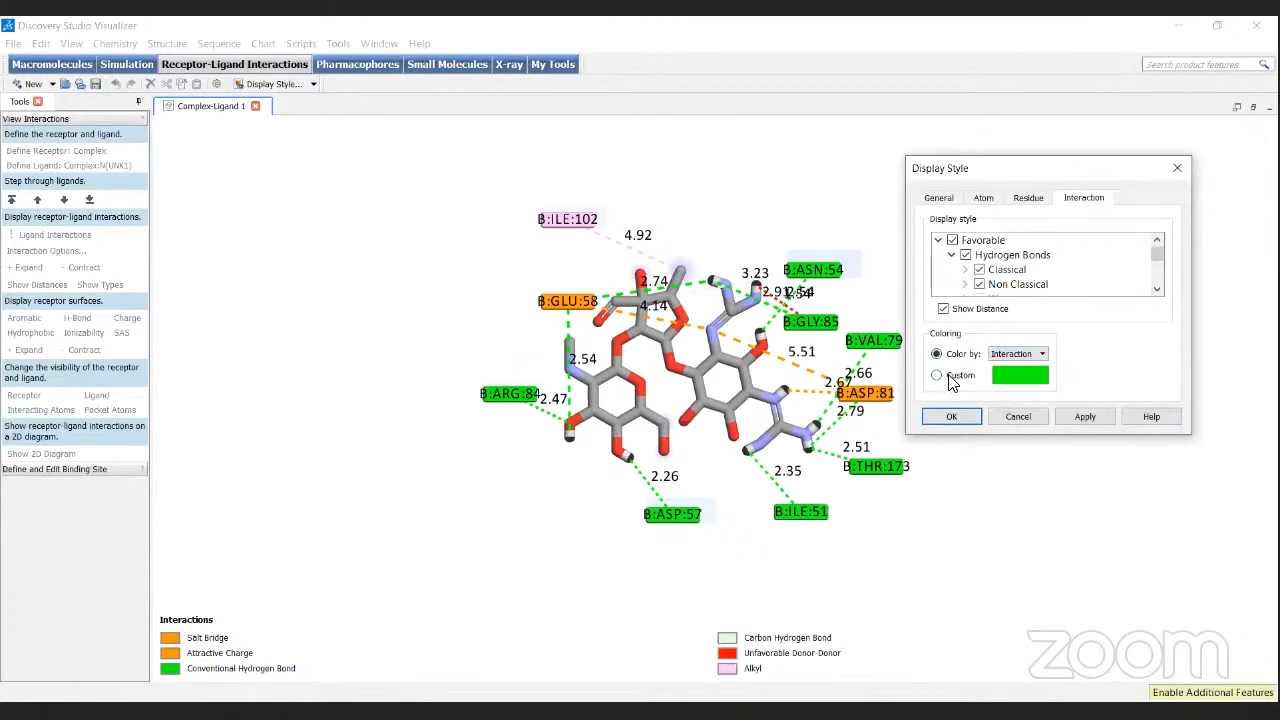 Discovery Studio Visualizer
File Edit View Chemistry Structure Sequence Chart Scripts Tools Window Help
Macromolecules Simulation Receptor-Ligand Interactions Pharmacophores Small Molecules X-ray My Tools
Search product features
New Display Style...
Tools
Complex-Ligand 1
View Interactions
Define the receptor and ligand.
Define Receptor: Complex
Define Ligand: Complex:N(UNK1)
Step through ligands.
Display receptor-ligand interactions.
Ligand Interactions
Interaction Options...
+ Expand - Contract
Show Distances Show Types
Display receptor surfaces.
Aromatic H-Bond Charge
Hydrophobic Ionizability SAS
+ Expand - Contract
Change the visibility of the receptor
and ligand.
Receptor Ligand
Interacting Atoms Pocket Atoms
Show receptor-ligand interactions on
a 2D diagram.
Show 2D Diagram
Define and Edit Binding Site
B:ILE:102
4.92
B:GLU:58
2.74
4.14
3.23
B:ASN:54
B:GLY:85
B:VAL:79
5.51
2.66
2.67
B:ASP:81
2.79
2.54
B:ARG:84
2.47
2.51
B:THR:173
2.35
2.26
B:ILE:51
B:ASP:57
Display Style
General Atom Residue Interaction
Display style
Favorable
Hydrogen Bonds
Classical
Non Classical
Show Distance
Coloring
Color by: Interaction
OK Cancel Apply Help
Interactions
Salt Bridge
Attractive Charge
Conventional Hydrogen Bond
Carbon Hydrogen Bond
Unfavorable Donor-Donor
Alkyl
zoom
Enable Additional Features